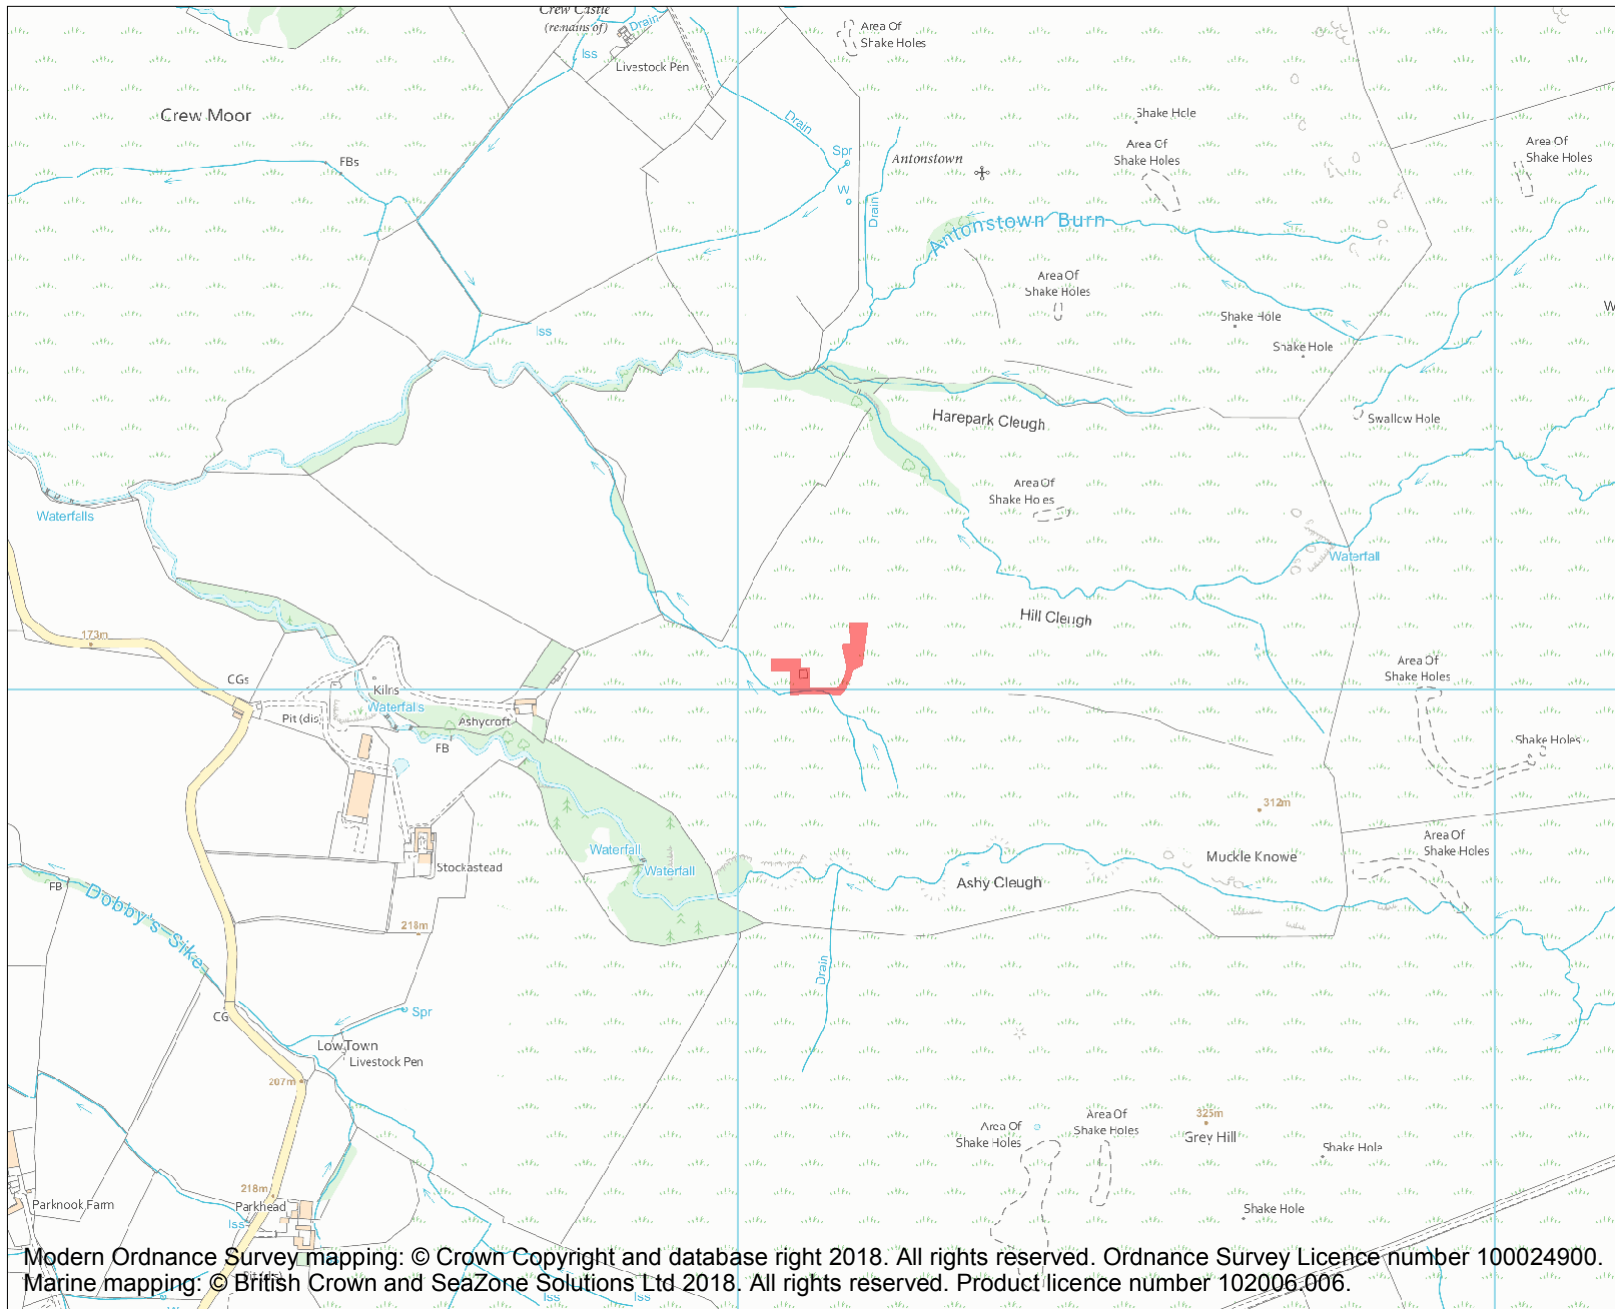 Crew Castle
(remains of)
Drain
Iss
Livestock Pen
Area Of
Shake Holes
Crew Moor
FBs
Drain
Spr
W
Drain
Antonstown
Shake Hole
Area Of
Shake Holes
Area Of
Shake Holes
Antonstown Burn
Area Of
Shake Holes
Shake Hole
Shake Hole
W
Iss
Harepark Cleugh
Swallow Hole
Area Of
Shake Holes
Waterfalls
Waterfall
Hill Cleugh
173m
CGs
Kilns
Waterfalls
Pit (dis)
Ashycroft
FB
Area Of
Shake Holes
Shake Holes
312m
Muckle Knowe
Area Of
Shake Holes
Waterfall
Waterfall
Stockastead
Ashy Cleugh
FB
Dobby's Sike
218m
Drain
CG
Spr
Low Town
Livestock Pen
207m
Area Of
Shake Holes
Area Of
Shake Holes
325m
Grey Hill
Shake Hole
Shake Hole
218m
Parknook Farm
Parkhead
Iss
Modern Ordnance Survey mapping: © Crown Copyright and database right 2018. All rights reserved. Ordnance Survey Licence number 100024900.
Marine mapping: © British Crown and SeaZone Solutions Ltd 2018. All rights reserved. Product licence number 102006.006.
Iss
Iss